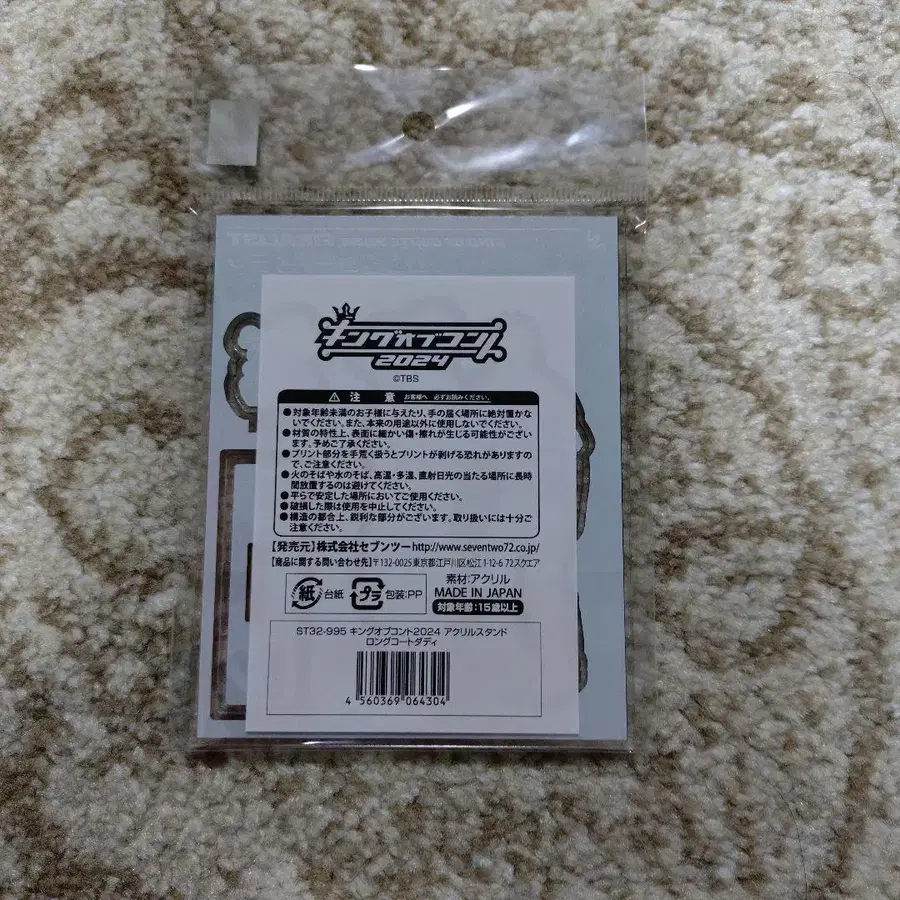 キングオブコント
2024
©TBS
注 意 お客様へ 必ずお読みください。
●対象年齢未満のお子様に与えたり、手の届く場所に絶対置かな
いでください。また、本来の用途以外に使用しないでください。
●材質の特性上、表面に細かい傷・擦れが生じる可能性がござい
ます。予めご了承ください。
●プリント部分を手荒く扱うとプリントが剥げる恐れがありますの
で、ご注意ください。
●火のそばや水のそば、高温・多湿、直射日光の当たる場所に長時
間放置するのは避けてください。
●平らで安定した場所においてご使用ください。
●破損した際は使用を中止してください。
●構造の都合上、鋭利な部分がございます。取り扱いには十分ご
注意ください。
【発売元】株式会社セブンツー http://www.seventwo72.co.jp/
【商品に関する問い合わせ先】〒132-0025 東京都江戸川区松江1-12-6 72スクエア
紙 台紙 プラ 包装:PP
素材:アクリル
MADE IN JAPAN
対象年齢:15歳以上
ST32-995 キングオブコント2024 アクリルスタンド
ロングコートダディ
4 560369 064304